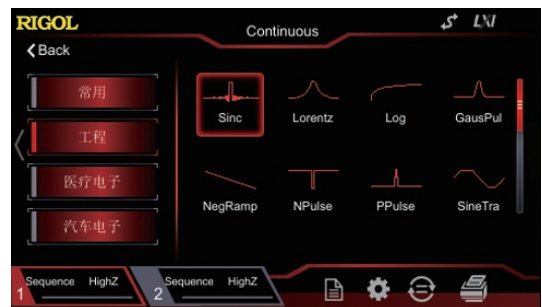 RIGOL
Continuous
LXI
Back
常用
工程
医疗电子
汽车电子
Sinc
Lorentz
Log
GausPul
NegRamp
NPulse
PPulse
SineTra
1
Sequence HighZ
2
Sequence HighZ